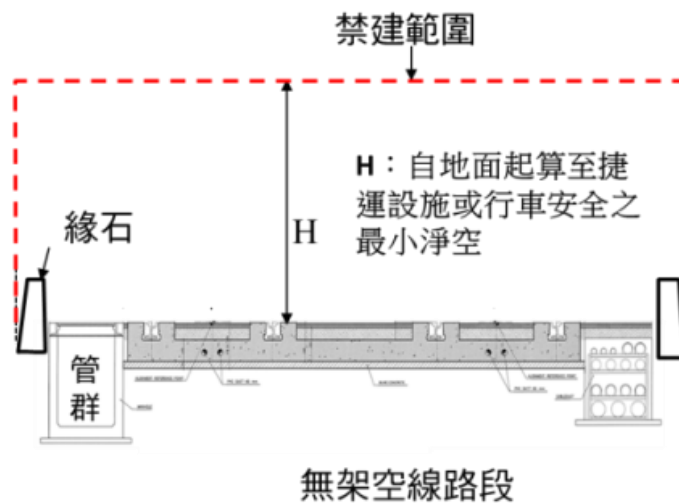 禁建範圍
H：自地面起算至捷
運設施或行車安全之
最小淨空
緣石
H
管
群
無架空線路段